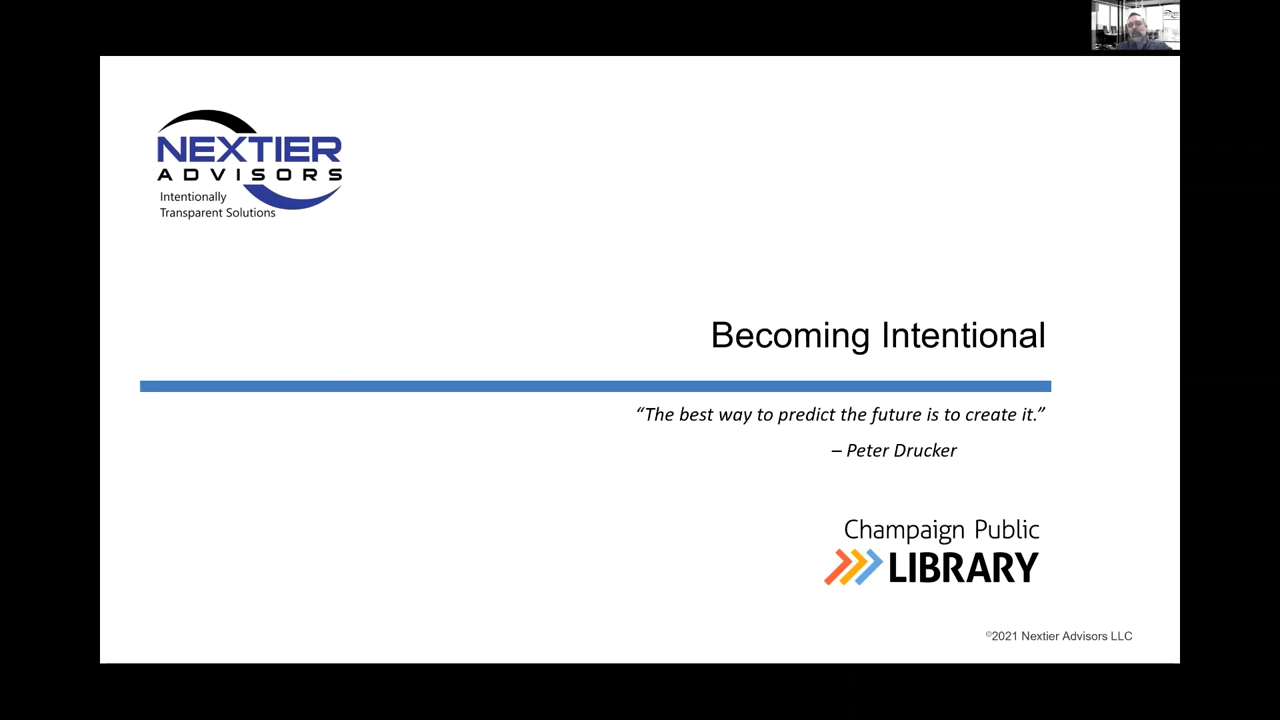 NEXTIER
ADVISORS
Intentionally
Transparent Solutions
Becoming Intentional
“The best way to predict the future is to create it.”
– Peter Drucker
Champaign Public
LIBRARY
©2021 Nextier Advisors LLC